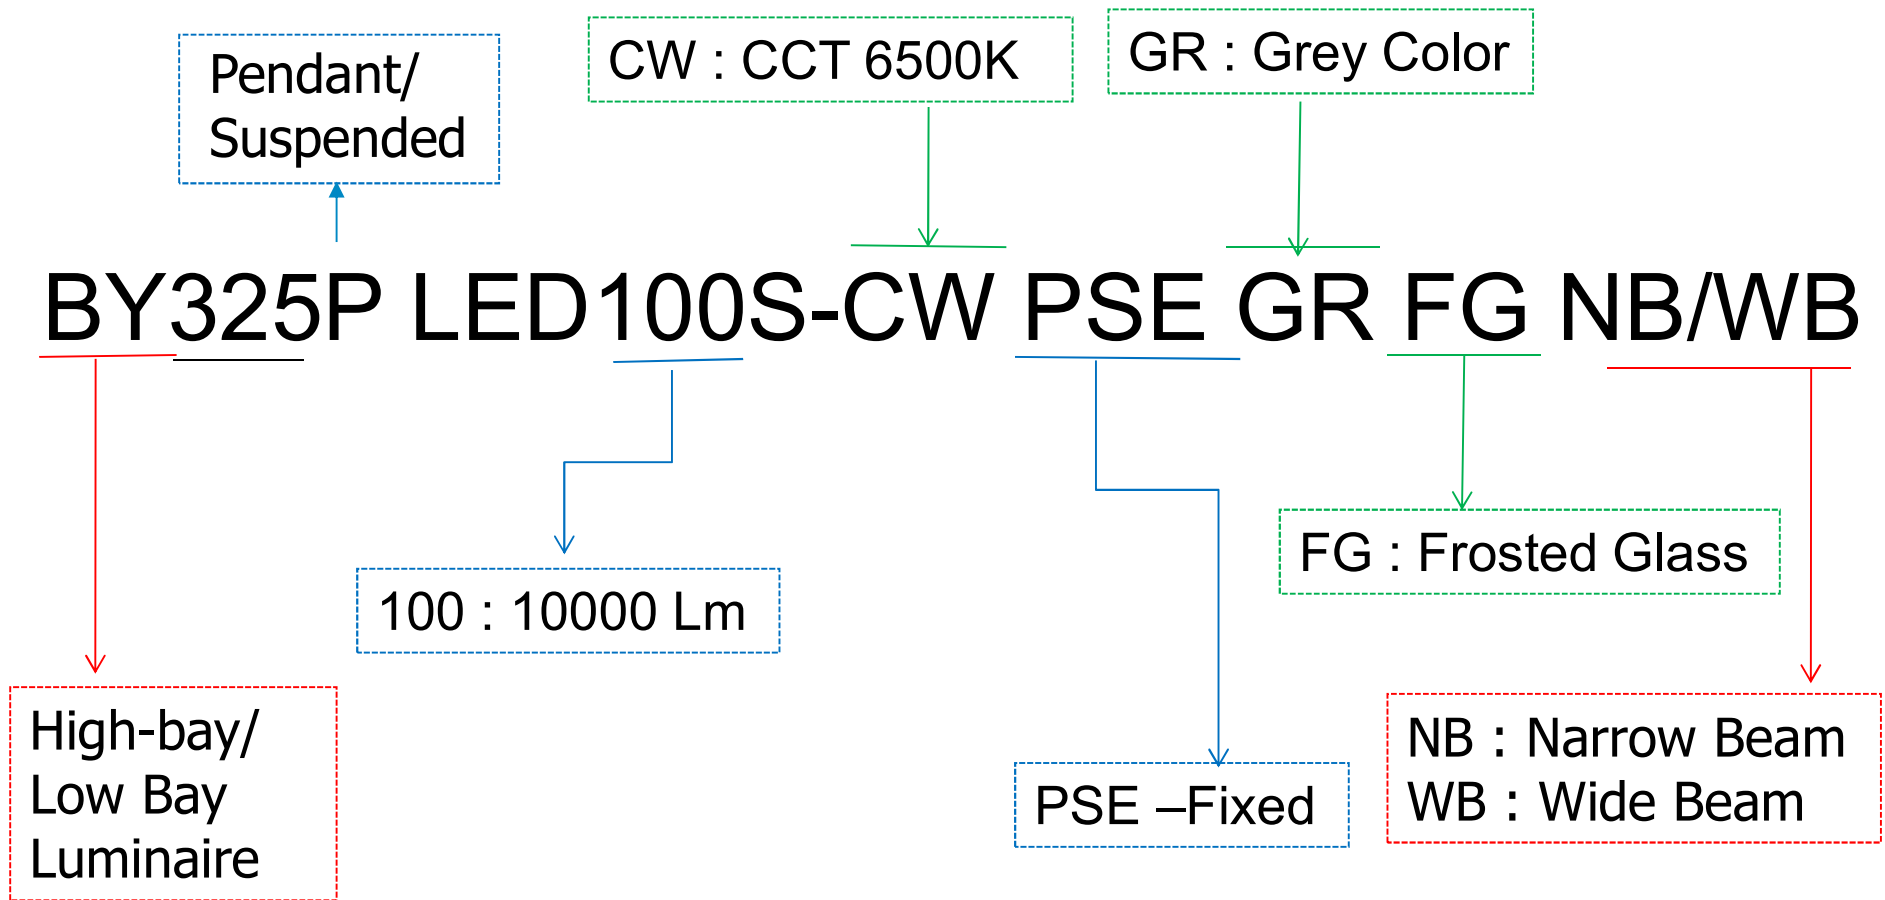 Pendant/
Suspended
CW : CCT 6500K
GR : Grey Color
BY325P LED100S-CW PSE GR FG NB/WB
100 : 10000 Lm
FG : Frosted Glass
High-bay/
Low Bay
Luminaire
PSE –Fixed
NB : Narrow Beam
WB : Wide Beam